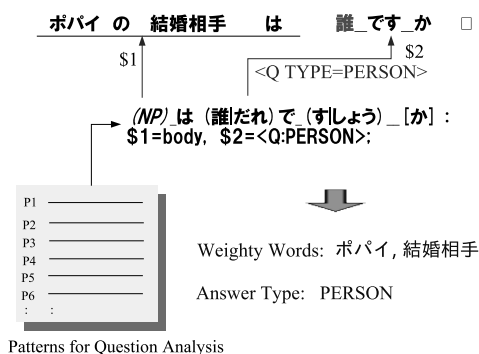 ポパイ の 結婚相手 は 誰_です_か □
$1 $2
<Q TYPE=PERSON>
(NP)_は (誰|だれ) で_(す|しょう) _ [か] :
$1=body, $2=<Q:PERSON>;
P1
P2
P3
P4
P5
P6
: :
Weighty Words: ポパイ, 結婚相手
Answer Type: PERSON
Patterns for Question Analysis